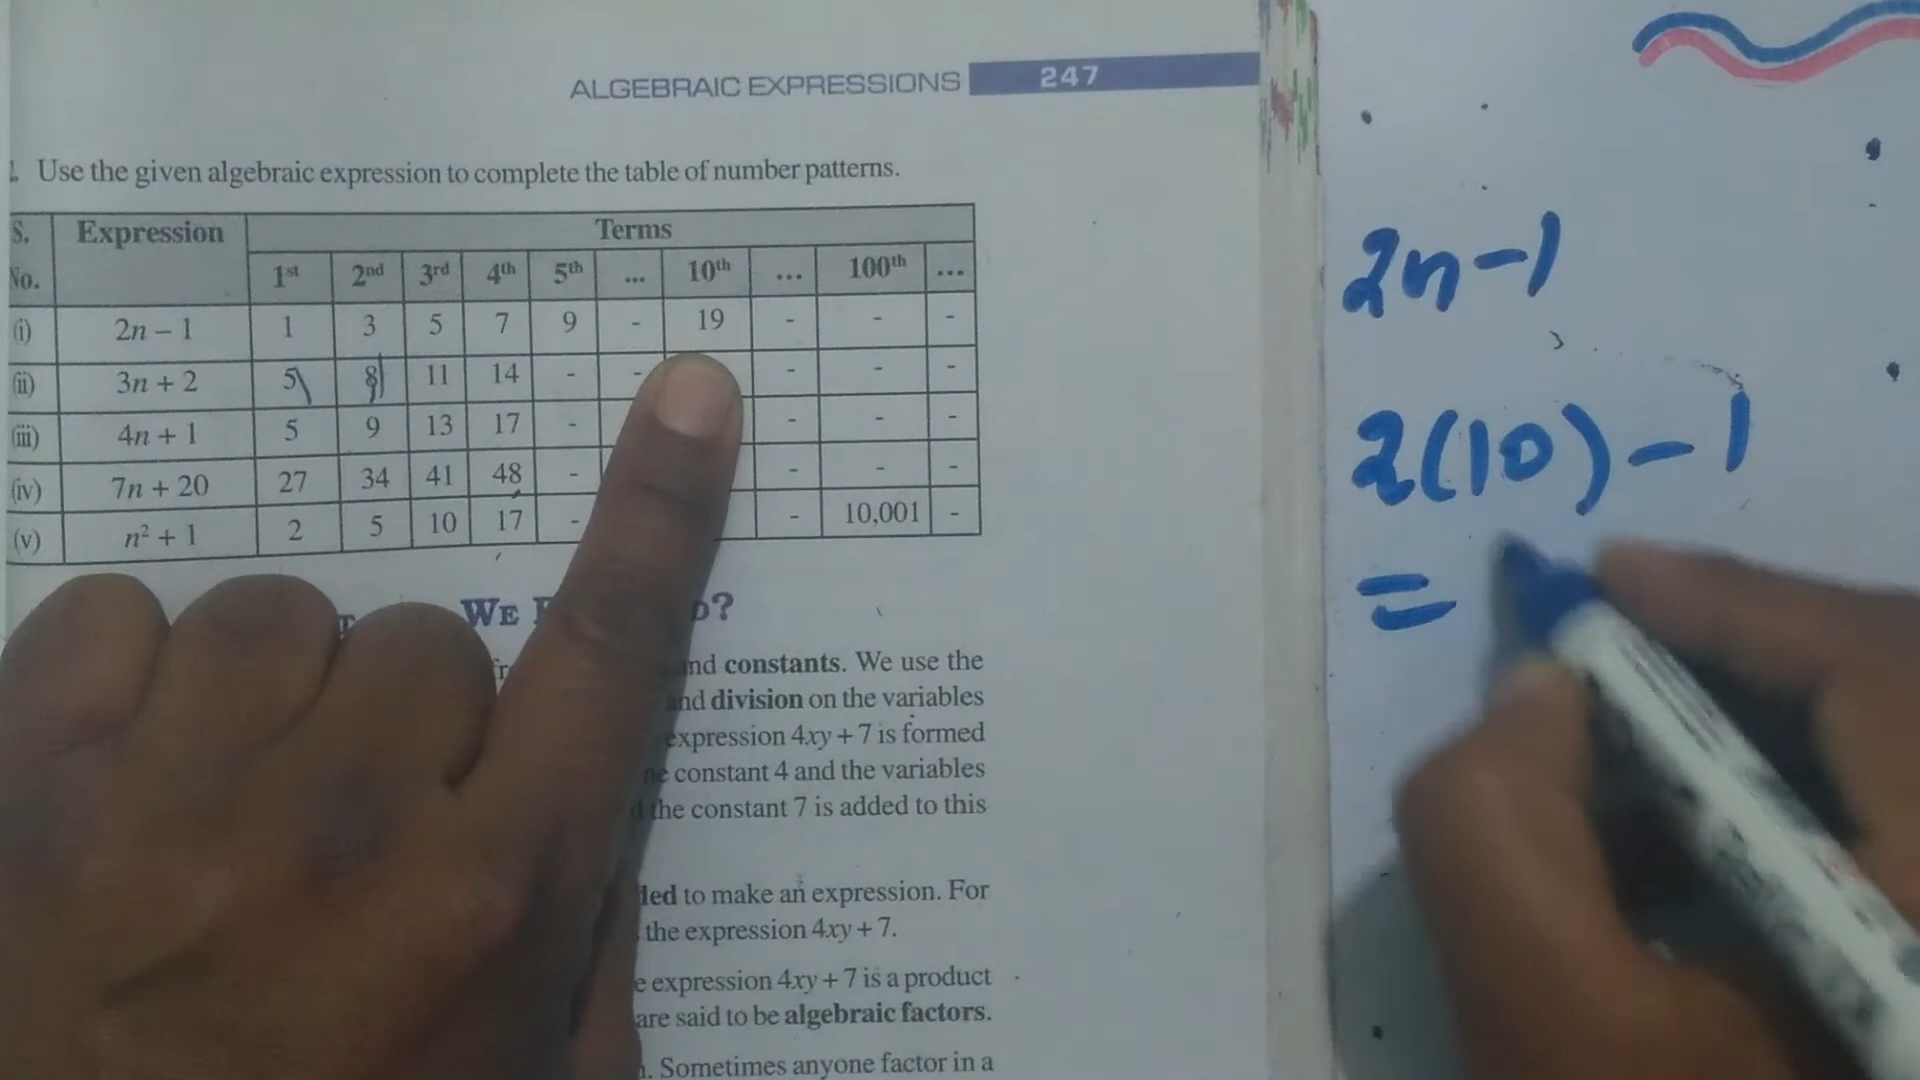 ALGEBRAIC EXPRESSIONS 247
. Use the given algebraic expression to complete the table of number patterns.
S. No. Expression Terms
1st 2nd 3rd 4th 5th ... 10th ... 100th ...
(i) 2n − 1 1 3 5 7 9 - 19 - - -
(ii) 3n + 2 5 8 11 14 - - - - -
(iii) 4n + 1 5 9 13 17 - - - -
(iv) 7n + 20 27 34 41 48 - - - -
(v) n² + 1 2 5 10 17 - - 10,001 -
WE D?
and constants. We use the
and division on the variables
expression 4xy + 7 is formed
constant 4 and the variables
the constant 7 is added to this
to make an expression. For
the expression 4xy + 7.
expression 4xy + 7 is a product
are said to be algebraic factors.
. Sometimes anyone factor in a
2n-1
2(10)-1
=